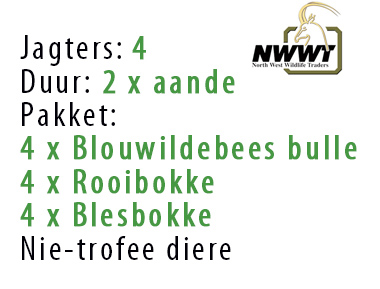 Jagters: 4
NWWT
North West Wildlife Traders
Duur: 2 x aande
Pakket:
4 x Blouwildebees bulle
4 x Rooibokke
4 x Blesbokke
Nie-trofee diere